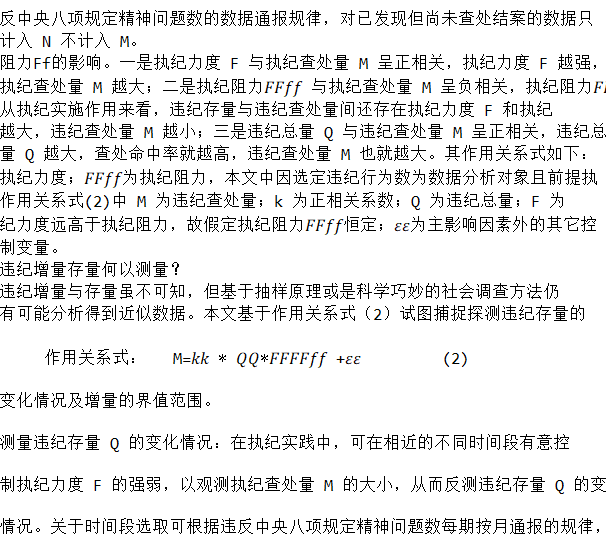 反中央八项规定精神问题数的数据通报规律，对已发现但尚未查处结案的数据只
计入 N 不计入 M。
阻力Ff的影响。一是执纪力度 F 与执纪查处量 M 呈正相关，执纪力度 F 越强，
执纪查处量 M 越大；二是执纪阻力FFff 与执纪查处量 M 呈负相关，执纪阻力FF
从执纪实施作用来看，违纪存量与违纪查处量间还存在执纪力度 F 和执纪
越大，违纪查处量 M 越小；三是违纪总量 Q 与违纪查处量 M 呈正相关，违纪总
量 Q 越大，查处命中率就越高，违纪查处量 M 也就越大。其作用关系式如下：
执纪力度；FFff为执纪阻力，本文中因选定违纪行为数为数据分析对象且前提执
作用关系式(2)中 M 为违纪查处量；k 为正相关系数；Q 为违纪总量；F 为
纪力度远高于执纪阻力，故假定执纪阻力FFff恒定；εε为主影响因素外的其它控
制变量。
违纪增量存量何以测量？
违纪增量与存量虽不可知，但基于抽样原理或是科学巧妙的社会调查方法仍
有可能分析得到近似数据。本文基于作用关系式（2）试图捕捉探测违纪存量的
作用关系式： M=kk * QQ*FFFFff +εε (2)
变化情况及增量的界值范围。
测量违纪存量 Q 的变化情况：在执纪实践中，可在相近的不同时间段有意控
制执纪力度 F 的强弱，以观测执纪查处量 M 的大小，从而反测违纪存量 Q 的变
情况。关于时间段选取可根据违反中央八项规定精神问题数每期按月通报的规律，